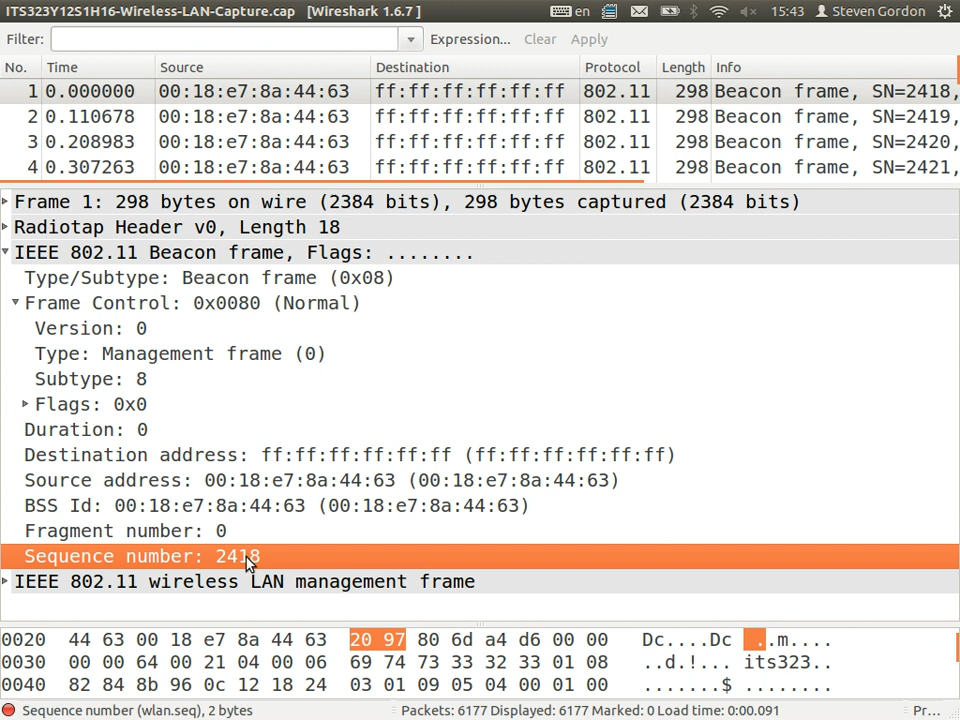 ITS323Y12S1H16-Wireless-LAN-Capture.cap [Wireshark 1.6.7 ] en 15:43 Steven Gordon
Filter: Expression... Clear Apply
No. Time Source Destination Protocol Length Info
1 0.000000 00:18:e7:8a:44:63 ff:ff:ff:ff:ff:ff 802.11 298 Beacon frame, SN=2418,
2 0.110678 00:18:e7:8a:44:63 ff:ff:ff:ff:ff:ff 802.11 298 Beacon frame, SN=2419,
3 0.208983 00:18:e7:8a:44:63 ff:ff:ff:ff:ff:ff 802.11 298 Beacon frame, SN=2420,
4 0.307263 00:18:e7:8a:44:63 ff:ff:ff:ff:ff:ff 802.11 298 Beacon frame, SN=2421,
Frame 1: 298 bytes on wire (2384 bits), 298 bytes captured (2384 bits)
Radiotap Header v0, Length 18
IEEE 802.11 Beacon frame, Flags: ........
Type/Subtype: Beacon frame (0x08)
Frame Control: 0x0080 (Normal)
Version: 0
Type: Management frame (0)
Subtype: 8
Flags: 0x0
Duration: 0
Destination address: ff:ff:ff:ff:ff:ff (ff:ff:ff:ff:ff:ff)
Source address: 00:18:e7:8a:44:63 (00:18:e7:8a:44:63)
BSS Id: 00:18:e7:8a:44:63 (00:18:e7:8a:44:63)
Fragment number: 0
Sequence number: 2418
IEEE 802.11 wireless LAN management frame
0020 44 63 00 18 e7 8a 44 63 20 97 80 6d a4 d6 00 00 Dc....Dc ..m....
0030 00 00 64 00 21 04 00 06 69 74 73 33 32 33 01 08 ..d.!... its323..
0040 82 84 8b 96 0c 12 18 24 03 01 09 05 04 00 01 00 .......$ ........
Sequence number (wlan.seq), 2 bytes Packets: 6177 Displayed: 6177 Marked: 0 Load time: 0:00.091 Pr...